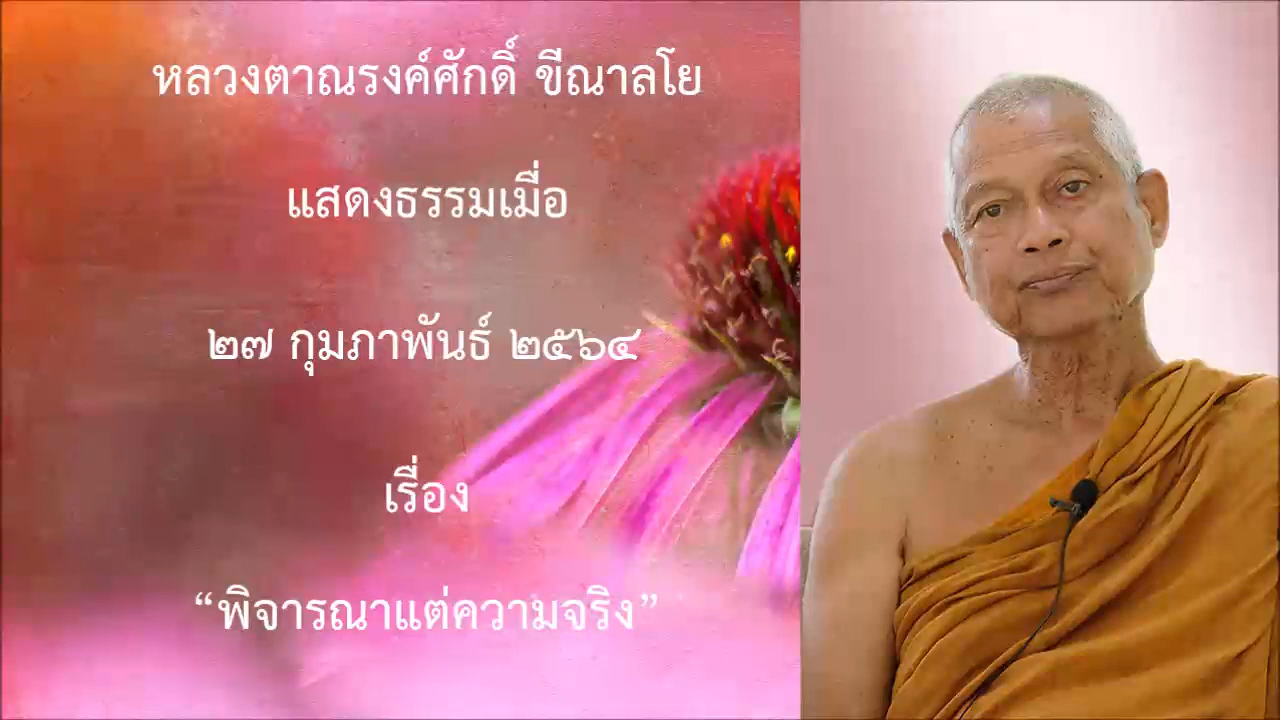 หลวงตาณรงค์ศักดิ์ ขีณาลโย
แสดงธรรมเมื่อ
๒๗ กุมภาพันธ์ ๒๕๖๔
เรื่อง
“พิจารณาแต่ความจริง”